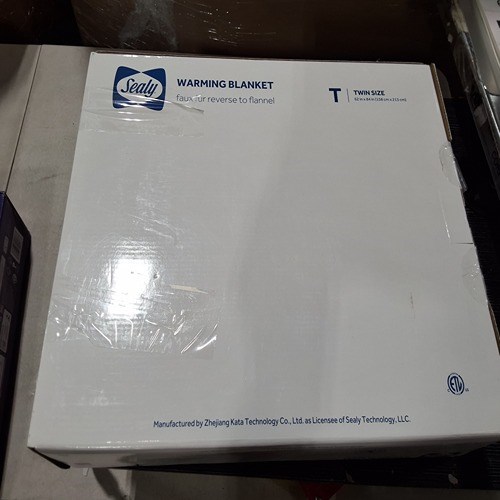 Sealy
WARMING BLANKET
faux fur reverse to flannel
T
TWIN SIZE
Manufactured by Zhejiang Kata Technology Co., Ltd. as Licensee of Sealy Technology, LLC.
ETL